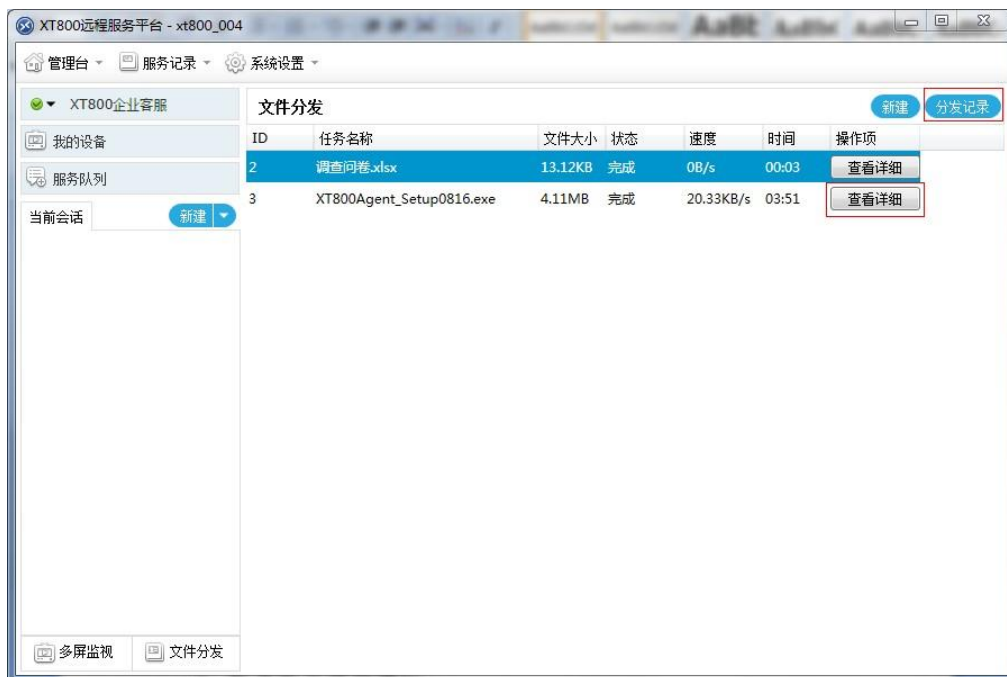 XT800远程服务平台 - xt800_004
管理台 服务记录 系统设置
XT800企业客服
我的设备
服务队列
当前会话 新建
文件分发 新建 分发记录
ID 任务名称 文件大小 状态 速度 时间 操作项
2 调查问卷.xlsx 13.12KB 完成 0B/s 00:03 查看详细
3 XT800Agent_Setup0816.exe 4.11MB 完成 20.33KB/s 03:51 查看详细
多屏监视 文件分发